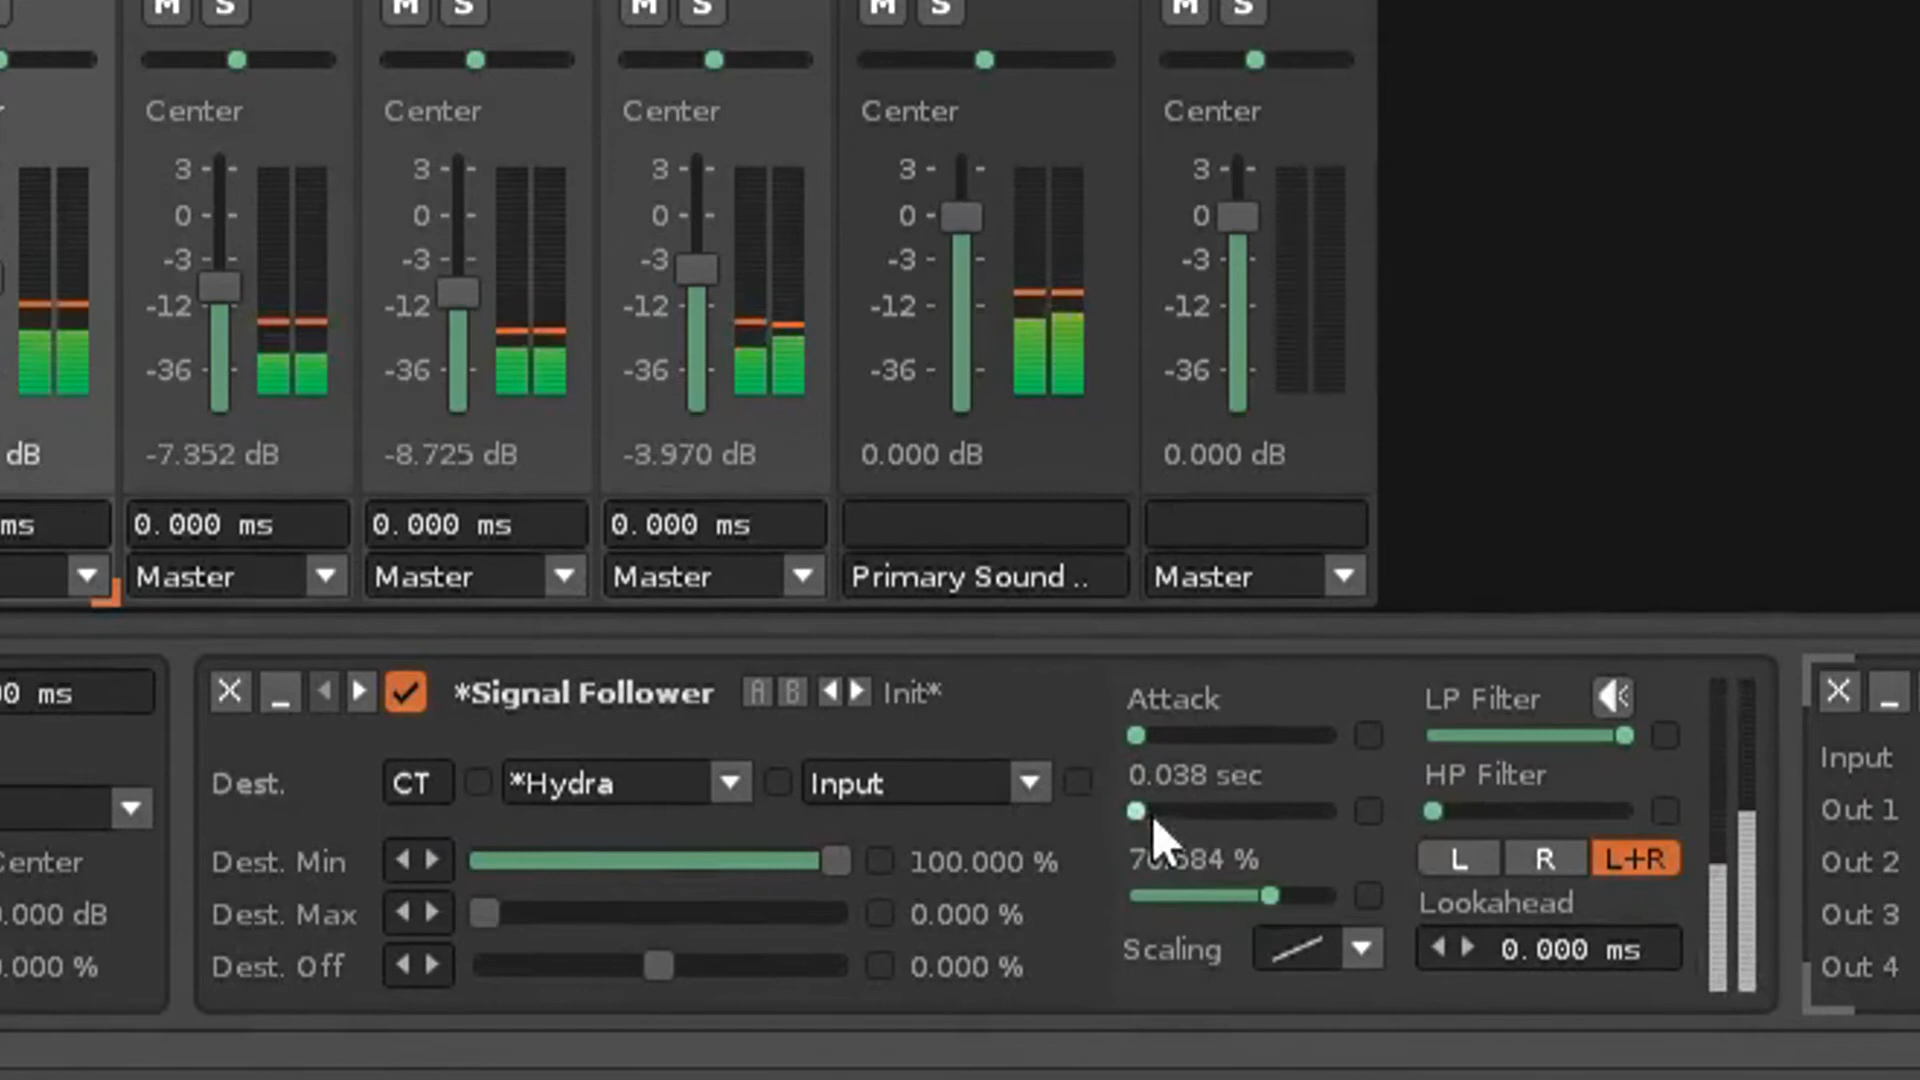 M S M S M S M S M S
Center Center Center Center Center
3 3 3 3 3
0 0 0 0 0
-3 -3 -3 -3 -3
-12 -12 -12 -12 -12
-36 -36 -36 -36 -36
dB -7.352 dB -8.725 dB -3.970 dB 0.000 dB 0.000 dB
ms 0.000 ms 0.000 ms 0.000 ms
Master Master Master Primary Sound .. Master
0 ms *Signal Follower A B Init* Attack LP Filter
Dest. CT *Hydra Input 0.038 sec HP Filter Input
Out 1
Center Dest. Min 100.000 % L R L+R Out 2
.000 dB Dest. Max 0.000 % Lookahead Out 3
.000 % Dest. Off 0.000 % Scaling 0.000 ms Out 4